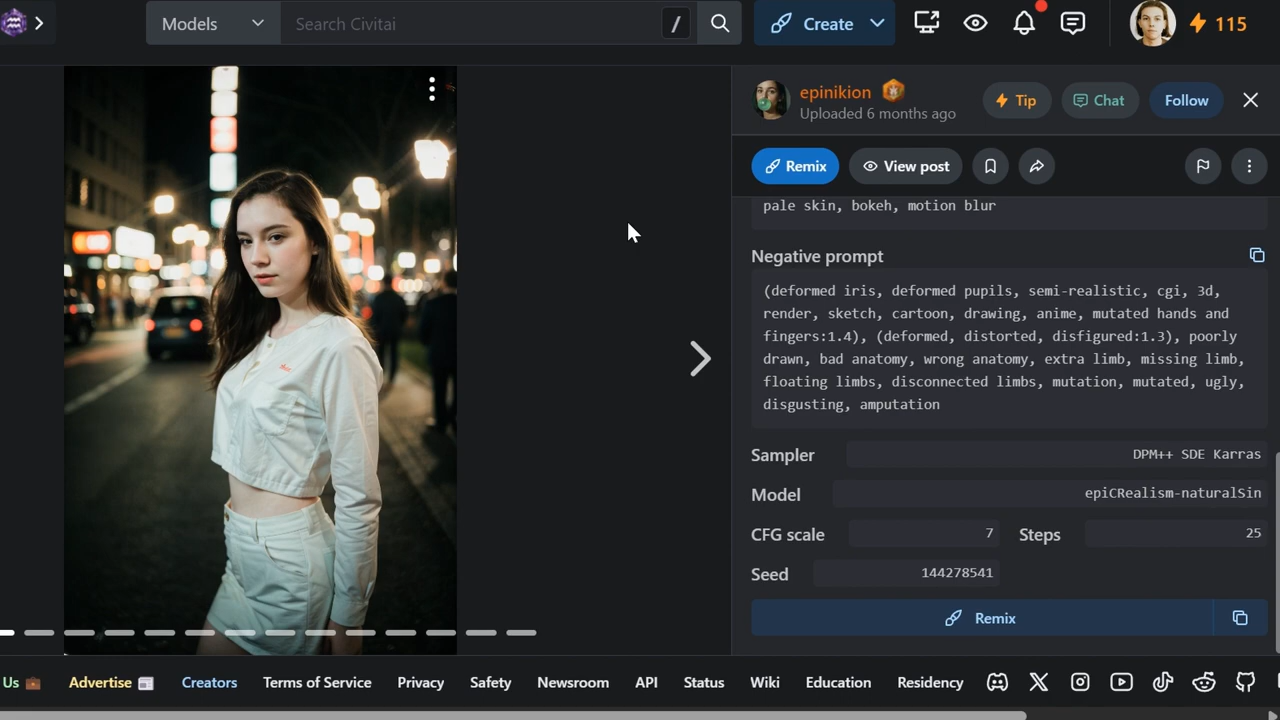 Models
Search Civitai
/
Create
115
epinikion
Uploaded 6 months ago
Tip
Chat
Follow
Remix
View post
pale skin, bokeh, motion blur
Negative prompt
(deformed iris, deformed pupils, semi-realistic, cgi, 3d,
render, sketch, cartoon, drawing, anime, mutated hands and
fingers:1.4), (deformed, distorted, disfigured:1.3), poorly
drawn, bad anatomy, wrong anatomy, extra limb, missing limb,
floating limbs, disconnected limbs, mutation, mutated, ugly,
disgusting, amputation
Sampler DPM++ SDE Karras
Model epiCRealism-naturalSin
CFG scale 7 Steps 25
Seed 144278541
Remix
Us Advertise Creators Terms of Service Privacy Safety Newsroom API Status Wiki Education Residency